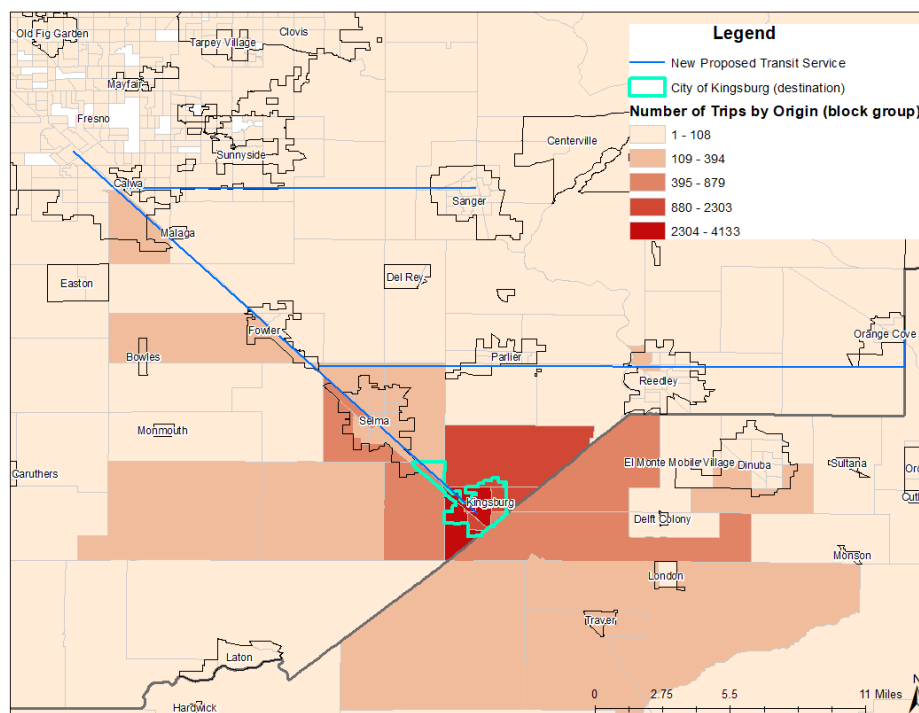 Old Fig Garden
Clovis
Tarpey Village
Mayfair
Fresno
Sunnyside
Centerville
Calwa
Sanger
Malaga
Easton
Del Rey
Fowler
Orange Cove
Bowles
Parlier
Reedley
Selma
Monmouth
Caruthers
El Monte Mobile Village
Dinuba
Sultana
Kingsburg
Delft Colony
Monson
London
Traver
Laton
Hardwick
Legend
New Proposed Transit Service
City of Kingsburg (destination)
Number of Trips by Origin (block group)
1 - 108
109 - 394
395 - 879
880 - 2303
2304 - 4133
0 2.75 5.5 11 Miles
N